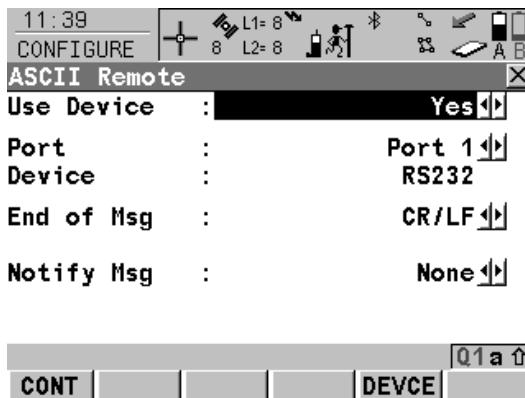 11:39
CONFIGURE
8 L1= 8
L2= 8
A B
ASCII Remote X
Use Device : Yes
Port : Port 1
Device : RS232
End of Msg : CR/LF
Notify Msg : None
Q1 a
CONT DEVCE